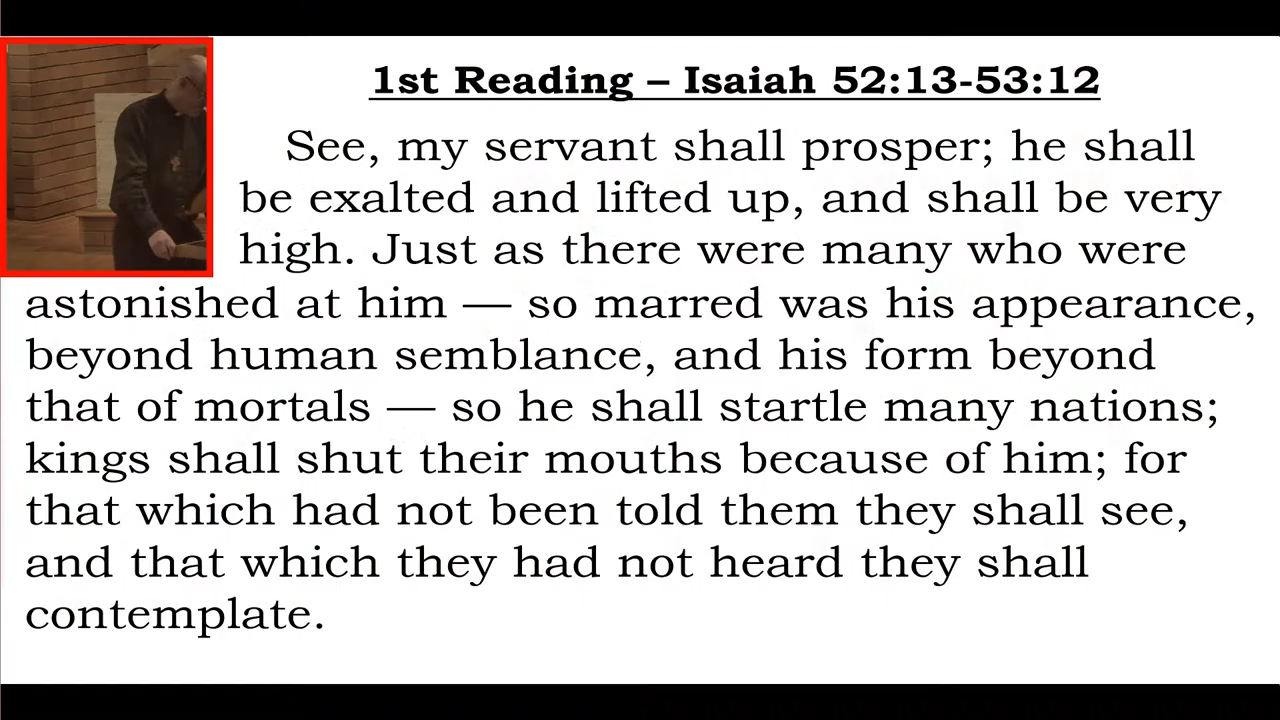 1st Reading – Isaiah 52:13-53:12
See, my servant shall prosper; he shall
be exalted and lifted up, and shall be very
high. Just as there were many who were
astonished at him — so marred was his appearance,
beyond human semblance, and his form beyond
that of mortals — so he shall startle many nations;
kings shall shut their mouths because of him; for
that which had not been told them they shall see,
and that which they had not heard they shall
contemplate.